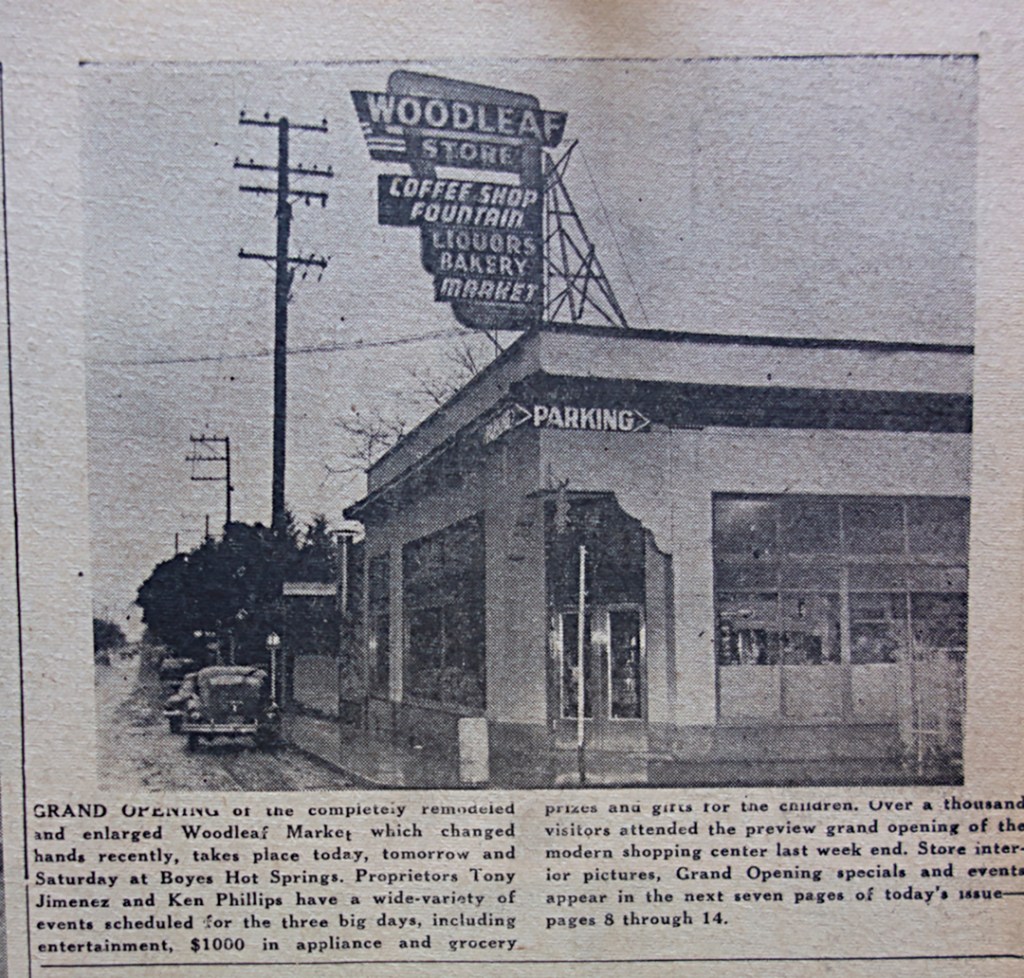 WOODLEAF
STORE
COFFEE SHOP
FOUNTAIN
LIQUORS
BAKERY
MARKET
PARKING
GRAND OPENING of the completely remodeled
and enlarged Woodleaf Market which changed
hands recently, takes place today, tomorrow and
Saturday at Boyes Hot Springs. Proprietors Tony
Jimenez and Ken Phillips have a wide-variety of
events scheduled for the three big days, including
entertainment, $1000 in appliance and grocery
prizes and gifts for the children. Over a thousand
visitors attended the preview grand opening of the
modern shopping center last week end. Store inter-
ior pictures, Grand Opening specials and events
appear in the next seven pages of today's issue—
pages 8 through 14.